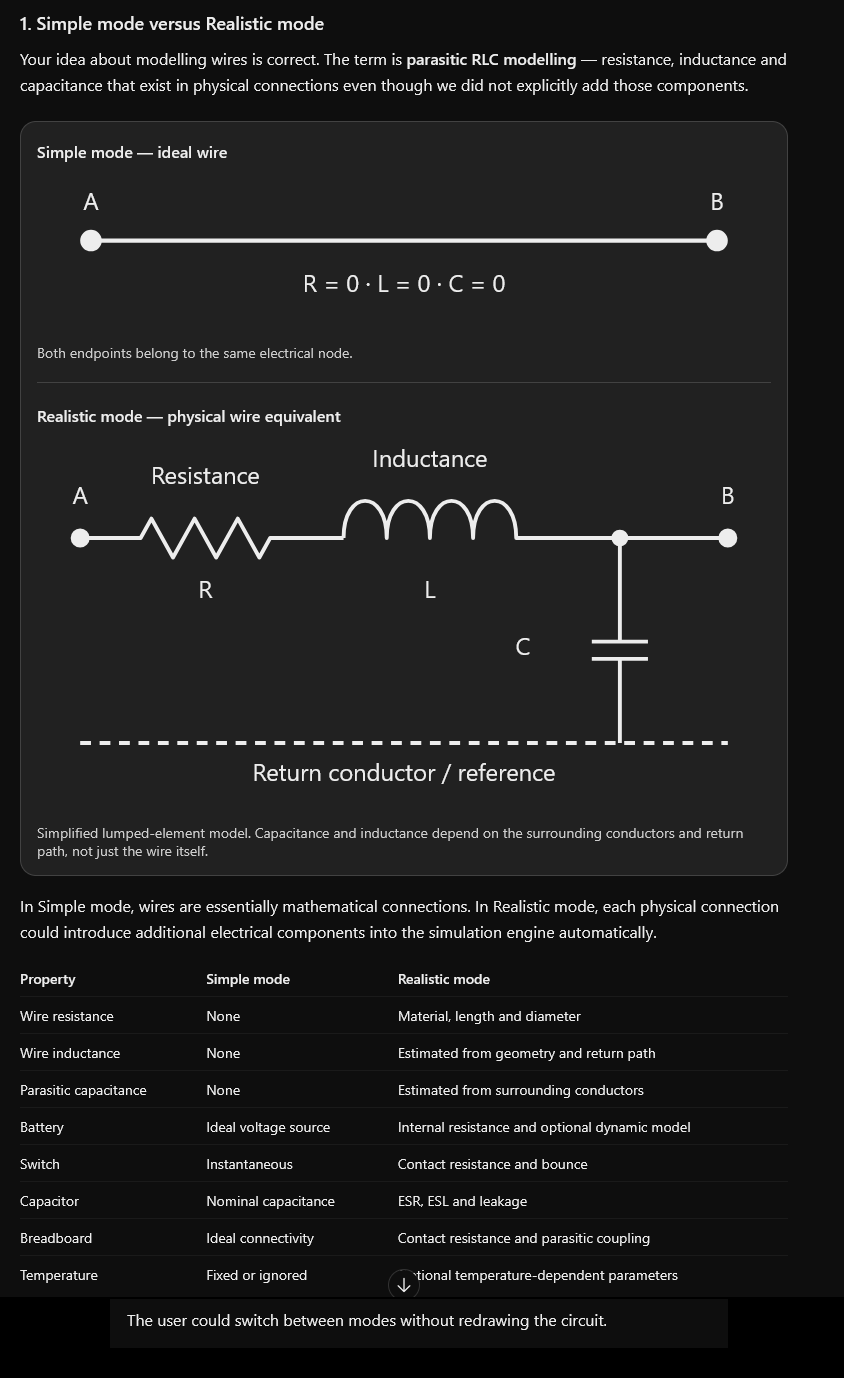 1. Simple mode versus Realistic mode
Your idea about modelling wires is correct. The term is parasitic RLC modelling — resistance, inductance and
capacitance that exist in physical connections even though we did not explicitly add those components.
Simple mode — ideal wire
A B
R = 0 · L = 0 · C = 0
Both endpoints belong to the same electrical node.
Realistic mode — physical wire equivalent
Inductance
Resistance
A B
R L
C
Return conductor / reference
Simplified lumped-element model. Capacitance and inductance depend on the surrounding conductors and return
path, not just the wire itself.
In Simple mode, wires are essentially mathematical connections. In Realistic mode, each physical connection
could introduce additional electrical components into the simulation engine automatically.
Property Simple mode Realistic mode
Wire resistance None Material, length and diameter
Wire inductance None Estimated from geometry and return path
Parasitic capacitance None Estimated from surrounding conductors
Battery Ideal voltage source Internal resistance and optional dynamic model
Switch Instantaneous Contact resistance and bounce
Capacitor Nominal capacitance ESR, ESL and leakage
Breadboard Ideal connectivity Contact resistance and parasitic coupling
Temperature Fixed or ignored temperature-dependent parameters
The user could switch between modes without redrawing the circuit.